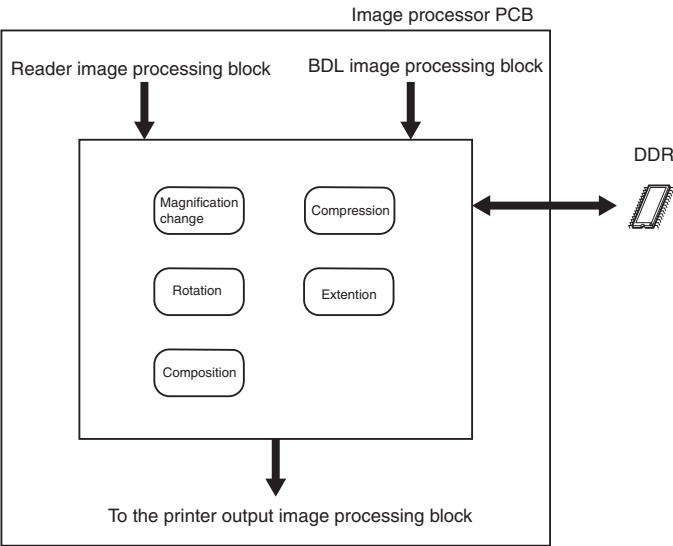 Image processor PCB
Reader image processing block
BDL image processing block
DDR
Magnification
change
Compression
Rotation
Extention
Composition
To the printer output image processing block